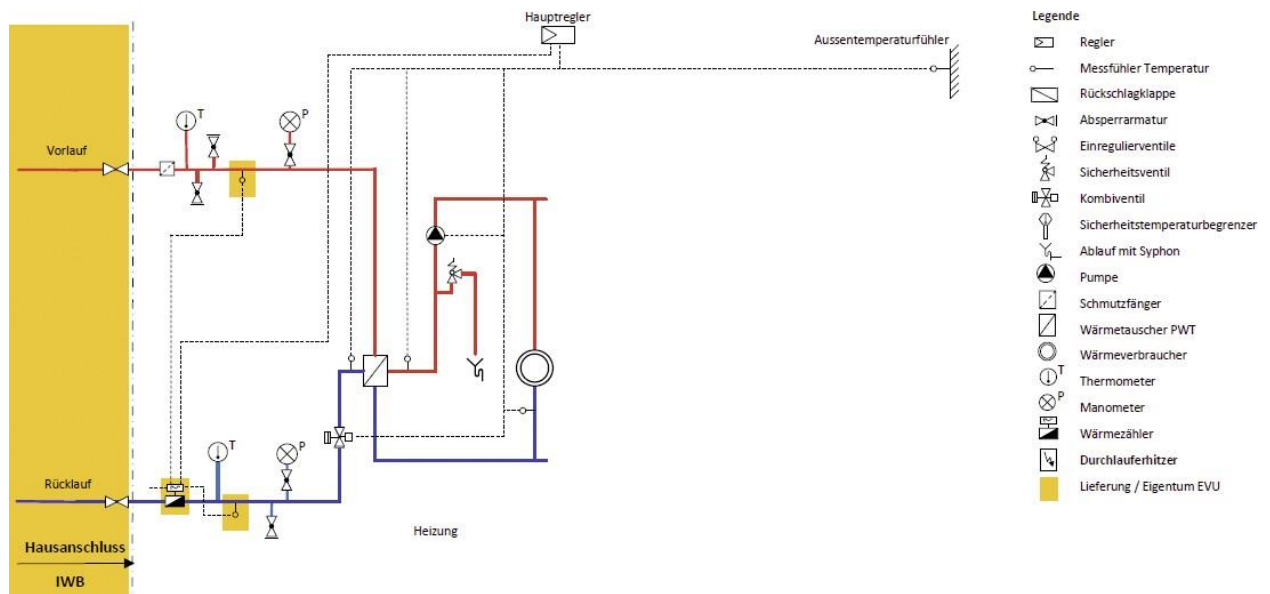 Hauptregler
Aussentemperaturfühler
T
P
Vorlauf
T
P
Rücklauf
Heizung
Hausanschluss
IWB
Legende
Regler
Messfühler Temperatur
Rückschlagklappe
Absperrarmatur
Einregulierventile
Sicherheitsventil
Kombiventil
Sicherheitstemperaturbegrenzer
Ablauf mit Syphon
Pumpe
Schmutzfänger
Wärmetauscher PWT
Wärmeverbraucher
T
Thermometer
P
Manometer
Wärmezähler
Durchlauferhitzer
Lieferung / Eigentum EVU